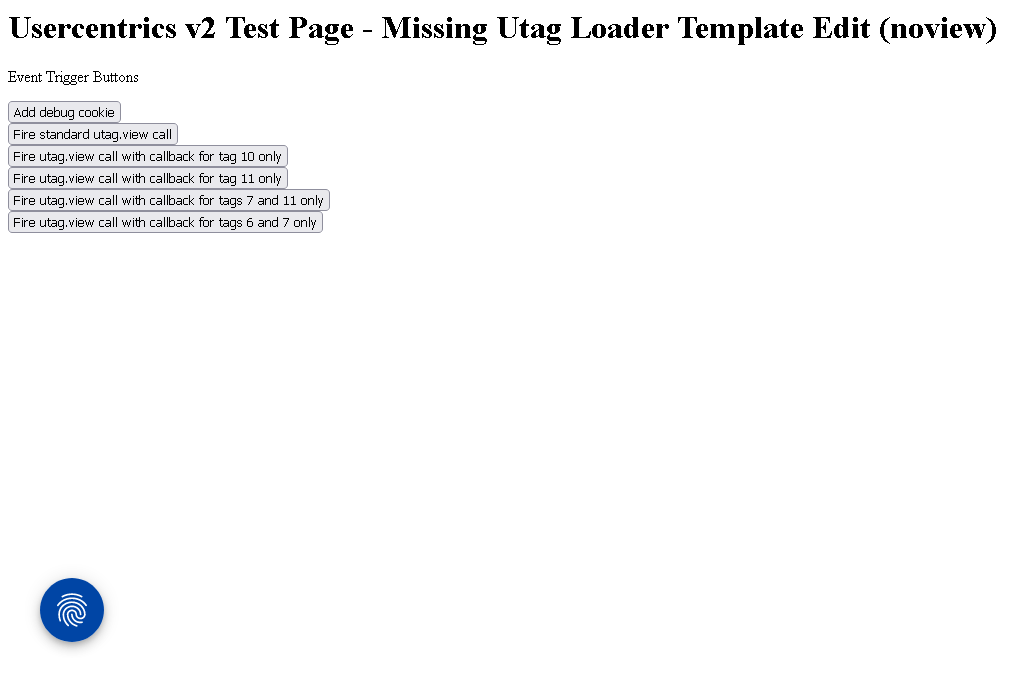 Usercentrics v2 Test Page - Missing Utag Loader Template Edit (noview)
Event Trigger Buttons
Add debug cookie
Fire standard utag.view call
Fire utag.view call with callback for tag 10 only
Fire utag.view call with callback for tag 11 only
Fire utag.view call with callback for tags 7 and 11 only
Fire utag.view call with callback for tags 6 and 7 only